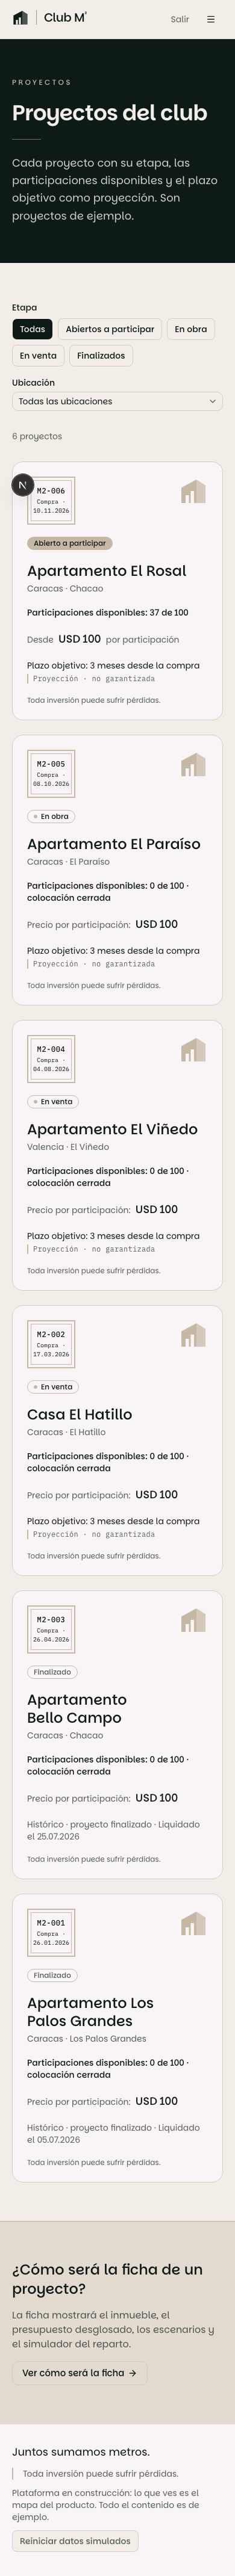 Club M²
Salir
PROYECTOS
Proyectos del club
Cada proyecto con su etapa, las
participaciones disponibles y el plazo
objetivo como proyección. Son
proyectos de ejemplo.
Etapa
Todas
Abiertos a participar
En obra
En venta
Finalizados
Ubicación
Todas las ubicaciones
6 proyectos
N
M2-006
Compra ·
10.11.2026
Abierto a participar
Apartamento El Rosal
Caracas · Chacao
Participaciones disponibles: 37 de 100
Desde USD 100 por participación
Plazo objetivo: 3 meses desde la compra
Proyección · no garantizada
Toda inversión puede sufrir pérdidas.
M2-005
Compra ·
08.10.2026
En obra
Apartamento El Paraíso
Caracas · El Paraíso
Participaciones disponibles: 0 de 100 ·
colocación cerrada
Precio por participación: USD 100
Plazo objetivo: 3 meses desde la compra
Proyección · no garantizada
Toda inversión puede sufrir pérdidas.
M2-004
Compra ·
04.08.2026
En venta
Apartamento El Viñedo
Valencia · El Viñedo
Participaciones disponibles: 0 de 100 ·
colocación cerrada
Precio por participación: USD 100
Plazo objetivo: 3 meses desde la compra
Proyección · no garantizada
Toda inversión puede sufrir pérdidas.
M2-002
Compra ·
17.03.2026
En venta
Casa El Hatillo
Caracas · El Hatillo
Participaciones disponibles: 0 de 100 ·
colocación cerrada
Precio por participación: USD 100
Plazo objetivo: 3 meses desde la compra
Proyección · no garantizada
Toda inversión puede sufrir pérdidas.
M2-003
Compra ·
26.04.2026
Finalizado
Apartamento
Bello Campo
Caracas · Chacao
Participaciones disponibles: 0 de 100 ·
colocación cerrada
Precio por participación: USD 100
Histórico · proyecto finalizado · Liquidado
el 25.07.2026
Toda inversión puede sufrir pérdidas.
M2-001
Compra ·
26.01.2026
Finalizado
Apartamento Los
Palos Grandes
Caracas · Los Palos Grandes
Participaciones disponibles: 0 de 100 ·
colocación cerrada
Precio por participación: USD 100
Histórico · proyecto finalizado · Liquidado
el 05.07.2026
Toda inversión puede sufrir pérdidas.
¿Cómo será la ficha de un
proyecto?
La ficha mostrará el inmueble, el
presupuesto desglosado, los escenarios y
el simulador del reparto.
Ver cómo será la ficha →
Juntos sumamos metros.
Toda inversión puede sufrir pérdidas.
Plataforma en construcción: lo que ves es el
mapa del producto. Todo el contenido es de
ejemplo.
Reiniciar datos simulados